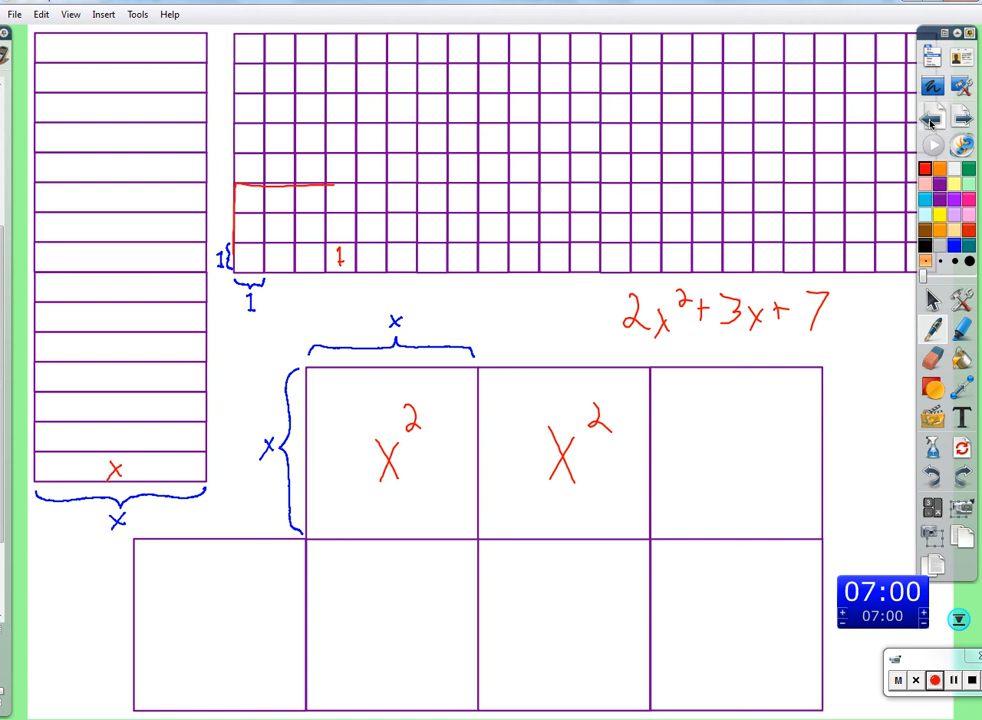 File Edit View Insert Tools Help
1
1
1
2x²+3x+7
x
x
x²
x²
x
x
07:00
07:00
M
T